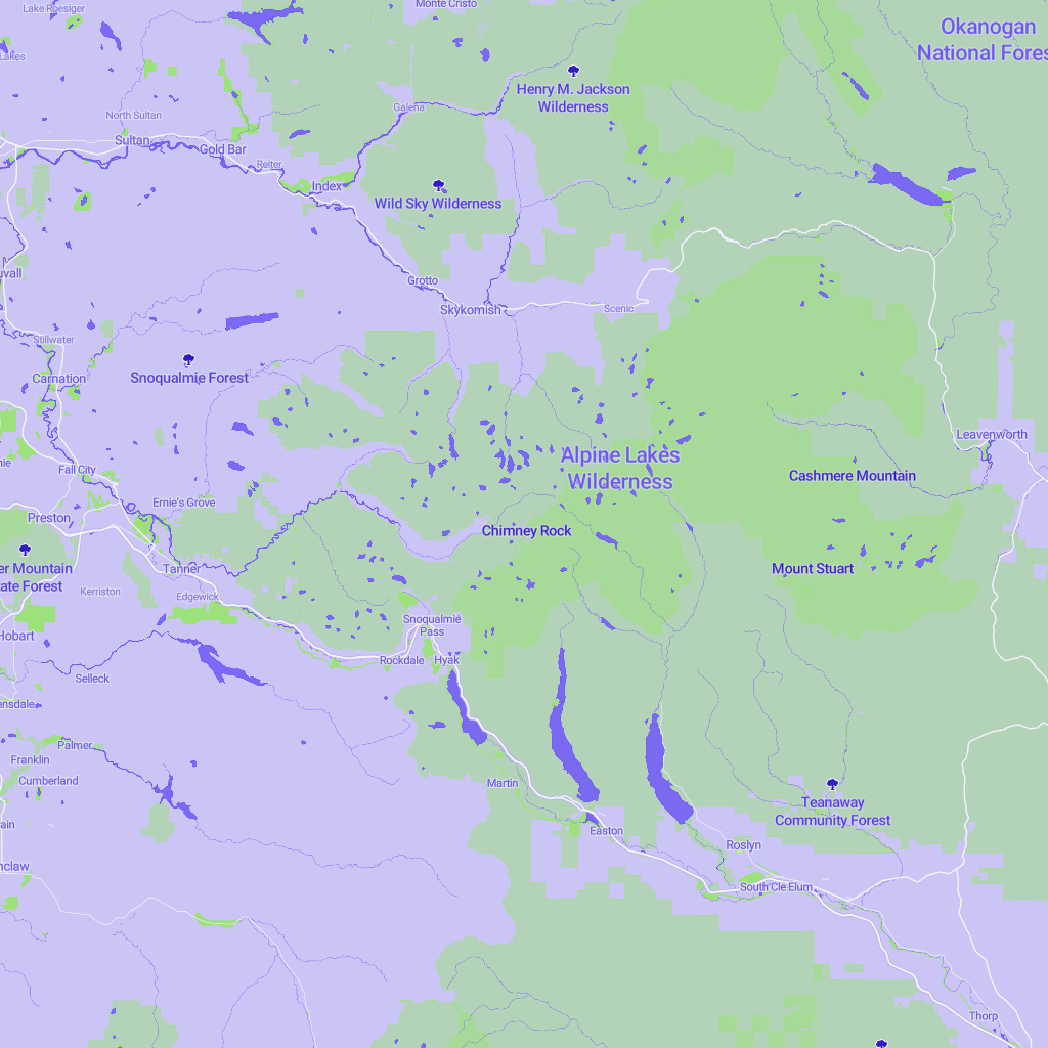 Lake Roesiger
Monte Cristo
Okanogan
National Fores
Lakes
Henry M. Jackson
Wilderness
Galena
North Sultan
Sultan
Gold Bar
Reiter
Index
Wild Sky Wilderness
uvall
Grotto
Skykomish
Scenic
Stillwater
Carnation
Snoqualmie Forest
Leavenworth
Alpine Lakes
Wilderness
nie
Fall City
Cashmere Mountain
Ernie's Grove
Preston
Chimney Rock
er Mountain
ate Forest
Tanner
Mount Stuart
Kerriston
Edgewick
Hobart
Snoqualmie
Pass
Rockdale
Hyak
Selleck
ensdale
Palmer
Franklin
Cumberland
Martin
Teanaway
Community Forest
ain
Easton
Roslyn
nclaw
South Cle Elum
Thorp